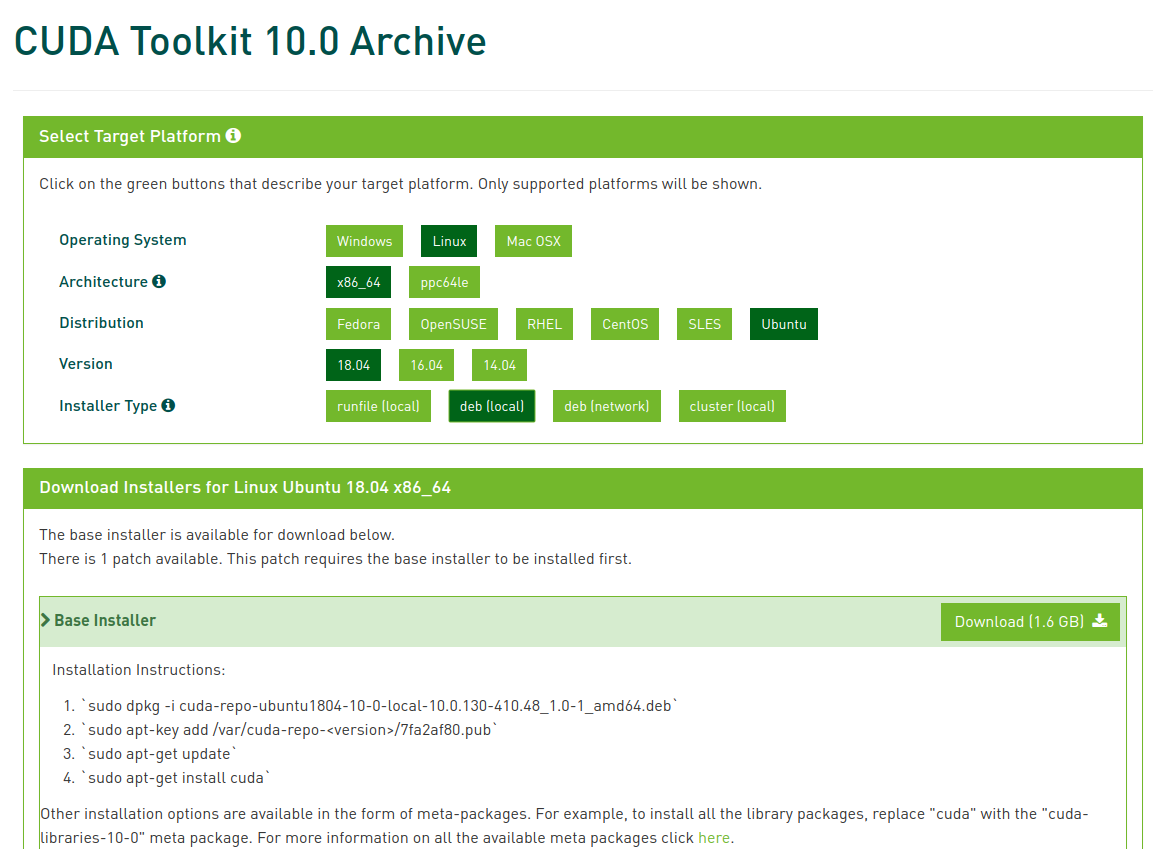 CUDA Toolkit 10.0 Archive
Select Target Platform
Click on the green buttons that describe your target platform. Only supported platforms will be shown.
Operating System Windows Linux Mac OSX
Architecture x86_64 ppc64le
Distribution Fedora OpenSUSE RHEL CentOS SLES Ubuntu
Version 18.04 16.04 14.04
Installer Type runfile (local) deb (local) deb (network) cluster (local)
Download Installers for Linux Ubuntu 18.04 x86_64
The base installer is available for download below.
There is 1 patch available. This patch requires the base installer to be installed first.
Base Installer Download (1.6 GB)
Installation Instructions:
1. `sudo dpkg -i cuda-repo-ubuntu1804-10-0-local-10.0.130-410.48_1.0-1_amd64.deb`
2. `sudo apt-key add /var/cuda-repo-<version>/7fa2af80.pub`
3. `sudo apt-get update`
4. `sudo apt-get install cuda`
Other installation options are available in the form of meta-packages. For example, to install all the library packages, replace "cuda" with the "cuda-
libraries-10-0" meta package. For more information on all the available meta packages click here.